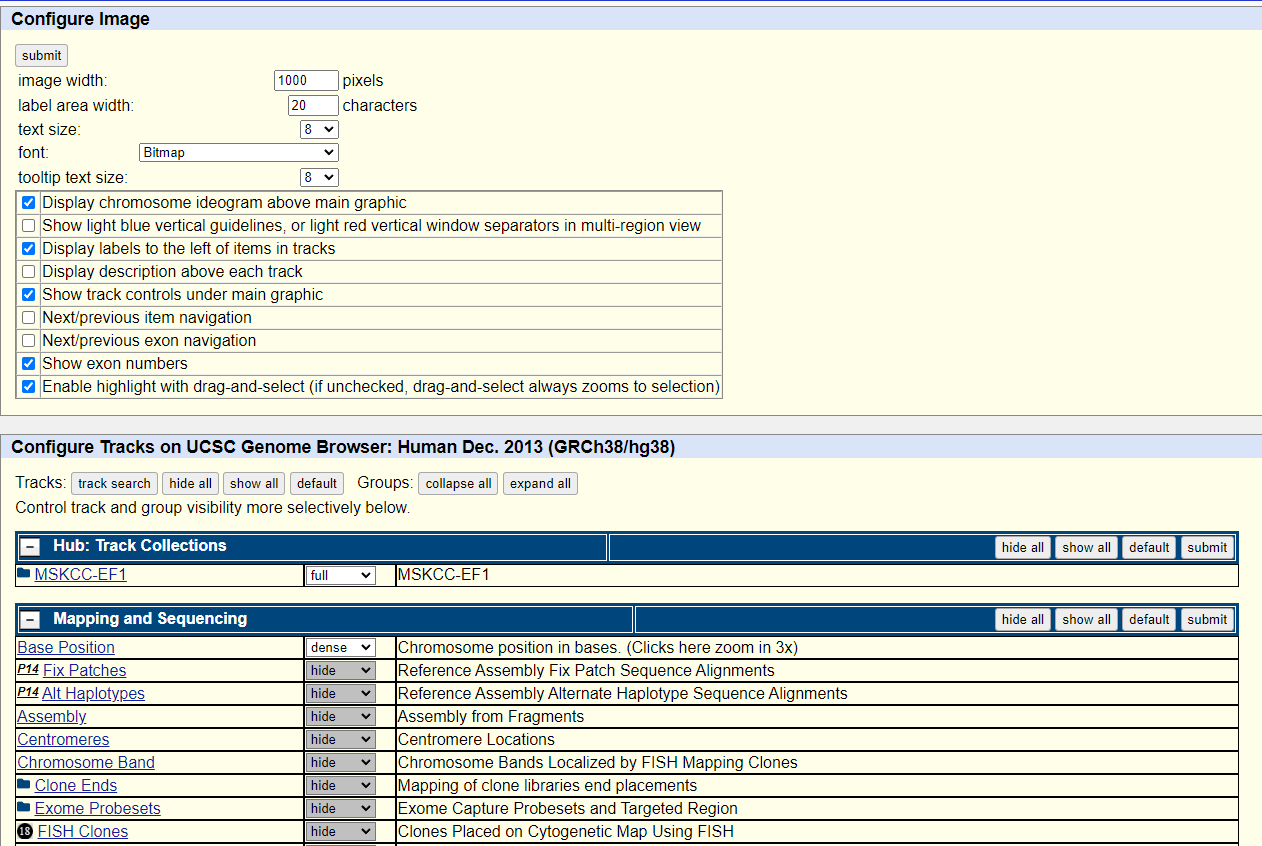 Configure Image
submit
image width: 1000 pixels
label area width: 20 characters
text size: 8
font: Bitmap
tooltip text size: 8
Display chromosome ideogram above main graphic
Show light blue vertical guidelines, or light red vertical window separators in multi-region view
Display labels to the left of items in tracks
Display description above each track
Show track controls under main graphic
Next/previous item navigation
Next/previous exon navigation
Show exon numbers
Enable highlight with drag-and-select (if unchecked, drag-and-select always zooms to selection)
Configure Tracks on UCSC Genome Browser: Human Dec. 2013 (GRCh38/hg38)
Tracks: track search hide all show all default Groups: collapse all expand all
Control track and group visibility more selectively below.
Hub: Track Collections hide all show all default submit
MSKCC-EF1 full MSKCC-EF1
Mapping and Sequencing hide all show all default submit
Base Position dense Chromosome position in bases. (Clicks here zoom in 3x)
P14 Fix Patches hide Reference Assembly Fix Patch Sequence Alignments
P14 Alt Haplotypes hide Reference Assembly Alternate Haplotype Sequence Alignments
Assembly hide Assembly from Fragments
Centromeres hide Centromere Locations
Chromosome Band hide Chromosome Bands Localized by FISH Mapping Clones
Clone Ends hide Mapping of clone libraries end placements
Exome Probesets hide Exome Capture Probesets and Targeted Region
18 FISH Clones hide Clones Placed on Cytogenetic Map Using FISH